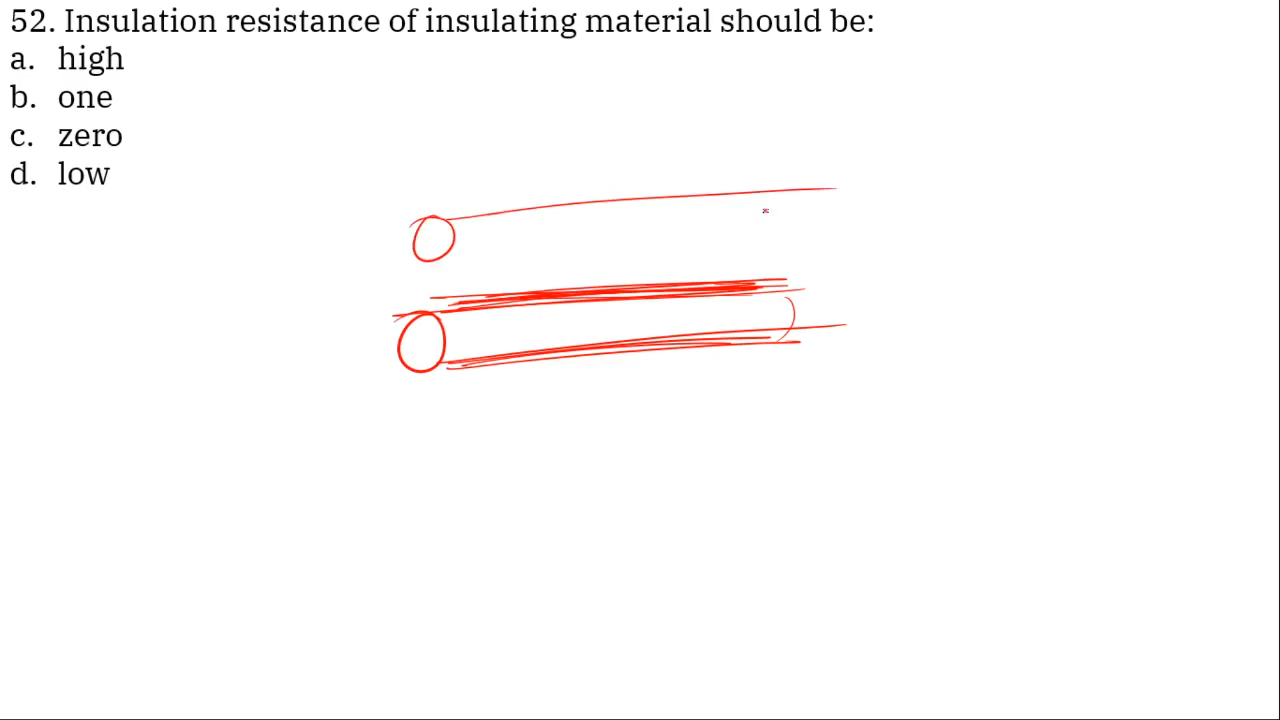 52. Insulation resistance of insulating material should be:
a. high
b. one
c. zero
d. low